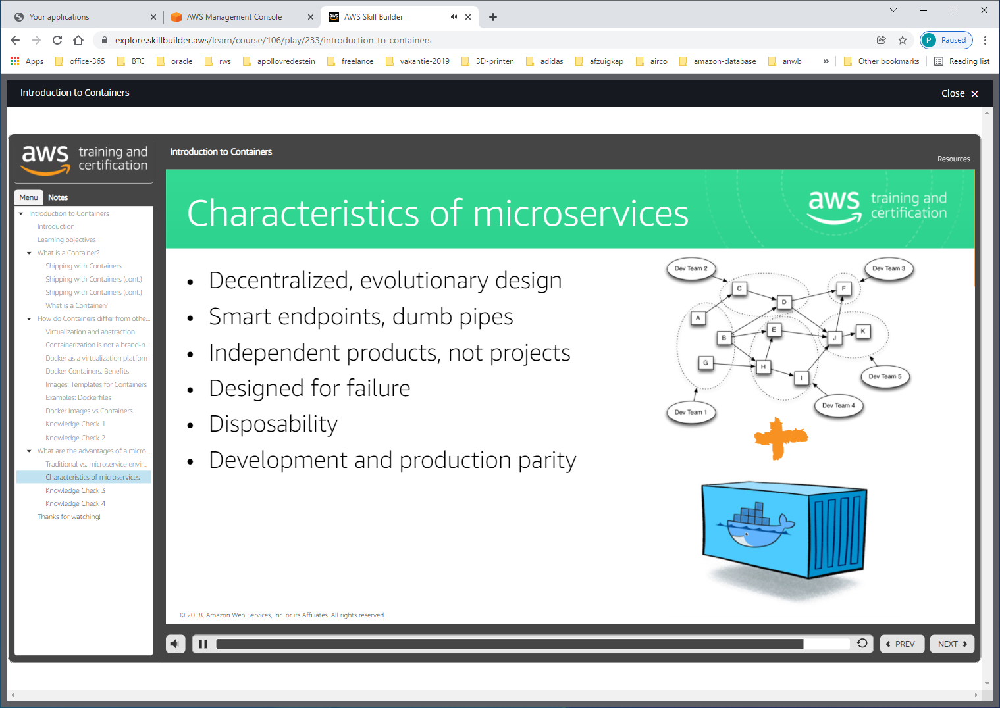 Your applications
AWS Management Console
aws
AWS Skill Builder
explore.skillbuilder.aws/learn/course/106/play/233/introduction-to-containers
P Paused
Apps
office-365
BTC
oracle
rws
apollovredestein
freelance
vakantie-2019
3D-printen
adidas
afzuigkap
airco
amazon-database
anwb
»
Other bookmarks
Reading list
Introduction to Containers
Close
aws training and
certification
Introduction to Containers
Resources
Menu
Notes
Introduction to Containers
Introduction
Learning objectives
What is a Container?
Shipping with Containers
Shipping with Containers (cont.)
Shipping with Containers (cont.)
What is a Container?
How do Containers differ from othe...
Virtualization and abstraction
Containerization is not a brand-n...
Docker as a virtualization platform
Docker Containers: Benefits
Images: Templates for Containers
Examples: Dockerfiles
Docker Images vs Containers
Knowledge Check 1
Knowledge Check 2
What are the advantages of a micro...
Traditional vs. microservice envir...
Characteristics of microservices
Knowledge Check 3
Knowledge Check 4
Thanks for watching!
Characteristics of microservices
aws training and
certification
• Decentralized, evolutionary design
• Smart endpoints, dumb pipes
• Independent products, not projects
• Designed for failure
• Disposability
• Development and production parity
Dev Team 2
Dev Team 3
C
F
D
A
E
K
B
J
G
H
I
Dev Team 5
Dev Team 4
Dev Team 1
© 2018, Amazon Web Services, Inc. or its Affiliates. All rights reserved.
PREV
NEXT